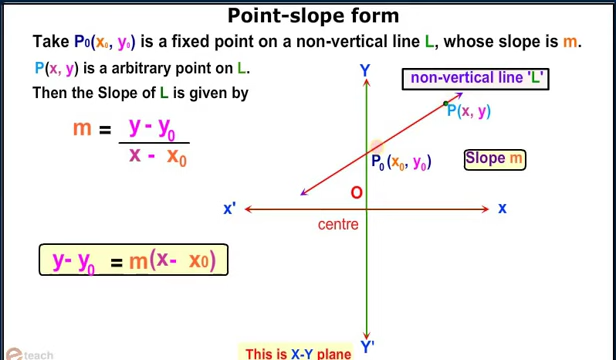 Point-slope form
Take P₀(x₀, y₀) is a fixed point on a non-vertical line L, whose slope is m.
P(x, y) is a arbitrary point on L.
Then the Slope of L is given by
m = (y - y₀) / (x - x₀)
Y
non-vertical line 'L'
P(x, y)
P₀ (x₀, y₀)
Slope m
O
x'
x
centre
y- y₀ = m(x- x₀)
Y'
This is X-Y plane
eteach